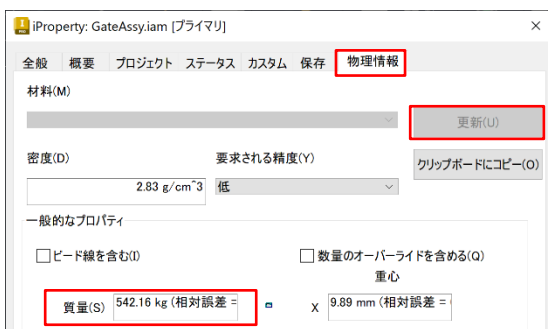 iProperty: GateAssy.iam [プライマリ]
全般 概要 プロジェクト ステータス カスタム 保存 物理情報
材料(M)
更新(U)
密度(D) 要求される精度(Y) クリップボードにコピー(O)
2.83 g/cm^3 低
一般的なプロパティ
ビード線を含む(I) 数量のオーバーライドを含める(Q)
重心
質量(S) 542.16 kg (相対誤差 = X 9.89 mm (相対誤差 =